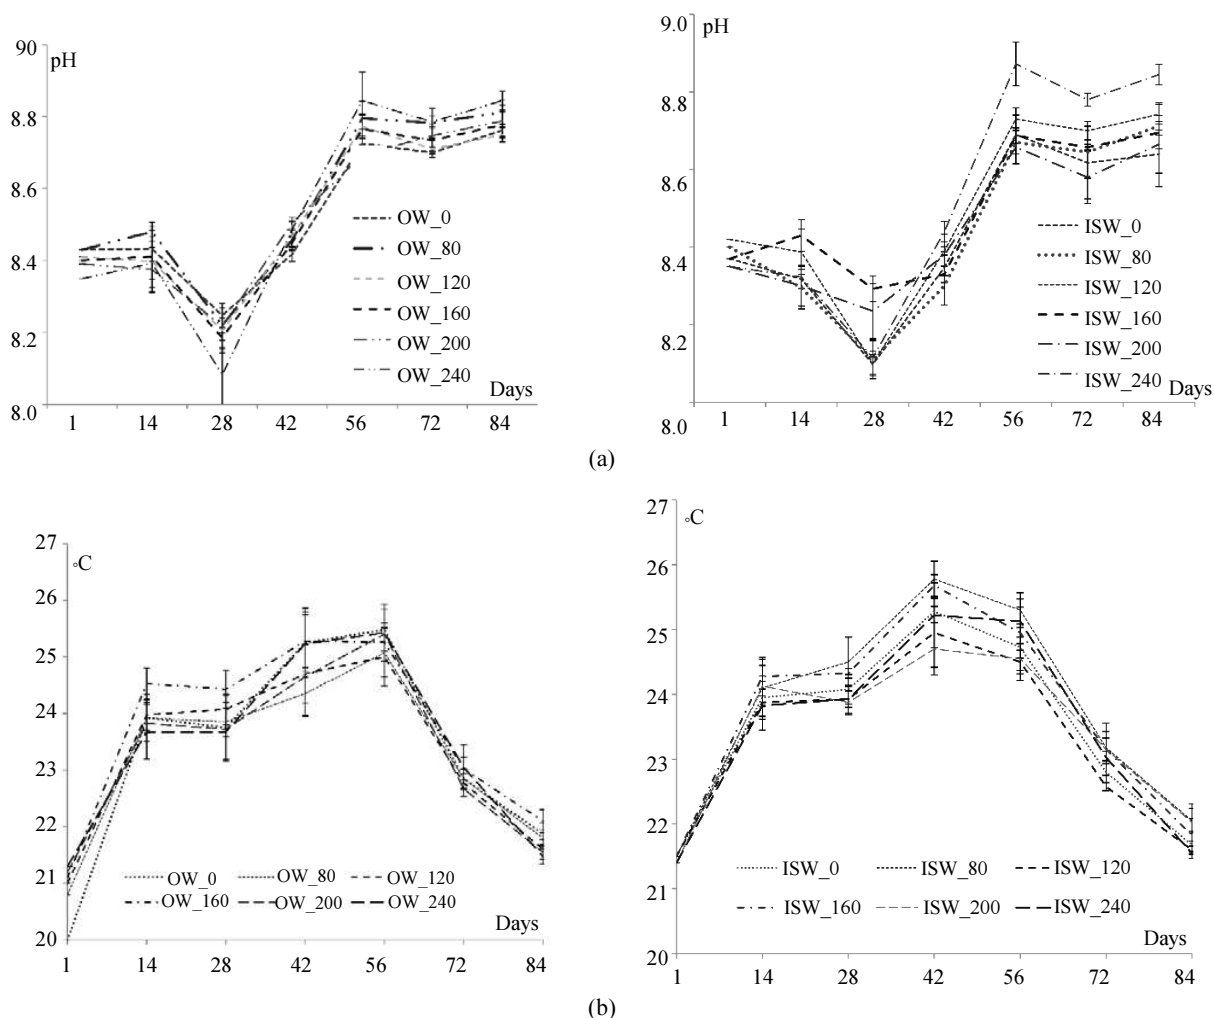 90
pH
8.8
8.6
8.4
8.2
8.0
OW_0
OW_80
OW_120
OW_160
OW_200
OW_240
Days
1 14 28 42 56 72 84
9.0
pH
8.8
8.6
8.4
8.2
8.0
ISW_0
ISW_80
ISW_120
ISW_160
ISW_200
ISW_240
Days
1 14 28 42 56 72 84
(a)
27
°C
26
25
24
23
22
21
20
OW_0 OW_80 OW_120
OW_160 OW_200 OW_240
Days
1 14 28 42 56 72 84
27
°C
26
25
24
23
22
21
20
ISW_0 ISW_80 ISW_120
ISW_160 ISW_200 ISW_240
Days
1 14 28 42 56 72 84
(b)